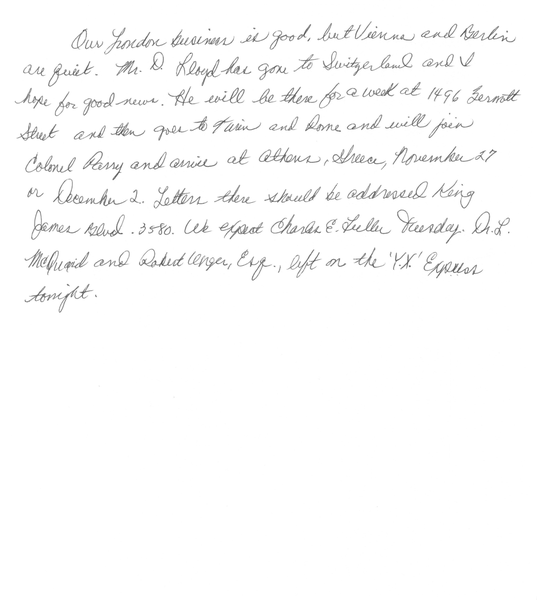 Our London business is good, but Vienna and Berlin
are quiet. Mr. D. Lloyd has gone to Switzerland and I
hope for good news. He will be there for a week at 1496 Zermott
Street and then goes to Turin and Rome and will join
Colonel Parry and arrive at Athens, Greece, November 27
or December 2. Letters there should be addressed King
James Blvd. 3580. We expect Charles E. Fuller Tuesday. Dr. L.
McQuaid and Robert Unger, Esq., left on the 'Y.X.' Express
tonight.